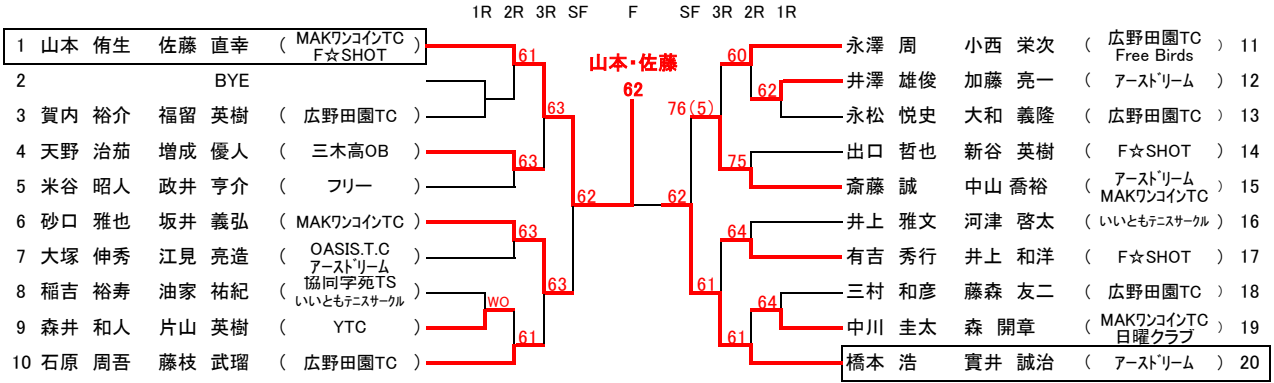 1R 2R 3R SF F SF 3R 2R 1R
1 山本 侑生 佐藤 直幸 ( MAKワンコインTC F☆SHOT )
2 BYE
3 賀内 裕介 福留 英樹 ( 広野田園TC )
4 天野 治茄 増成 優人 ( 三木高OB )
5 米谷 昭人 政井 亨介 ( フリー )
6 砂口 雅也 坂井 義弘 ( MAKワンコインTC )
7 大塚 伸秀 江見 亮造 ( OASIS.T.C アースドリーム )
8 稲吉 裕寿 油家 祐紀 ( 協同学苑TS いいともテニスサークル )
9 森井 和人 片山 英樹 ( YTC )
10 石原 周吾 藤枝 武瑠 ( 広野田園TC )
61
63
63
62
63
63
WO
61
山本・佐藤
62
60
62
76(5)
75
62
64
61
64
61
永澤 周 小西 栄次 ( 広野田園TC Free Birds ) 11
井澤 雄俊 加藤 亮一 ( アースドリーム ) 12
永松 悦史 大和 義隆 ( 広野田園TC ) 13
出口 哲也 新谷 英樹 ( F☆SHOT ) 14
斎藤 誠 中山 喬裕 ( アースドリーム MAKワンコインTC ) 15
井上 雅文 河津 啓太 ( いいともテニスサークル ) 16
有吉 秀行 井上 和洋 ( F☆SHOT ) 17
三村 和彦 藤森 友二 ( 広野田園TC ) 18
中川 圭太 森 開章 ( MAKワンコインTC 日曜クラブ ) 19
橋本 浩 實井 誠治 ( アースドリーム ) 20